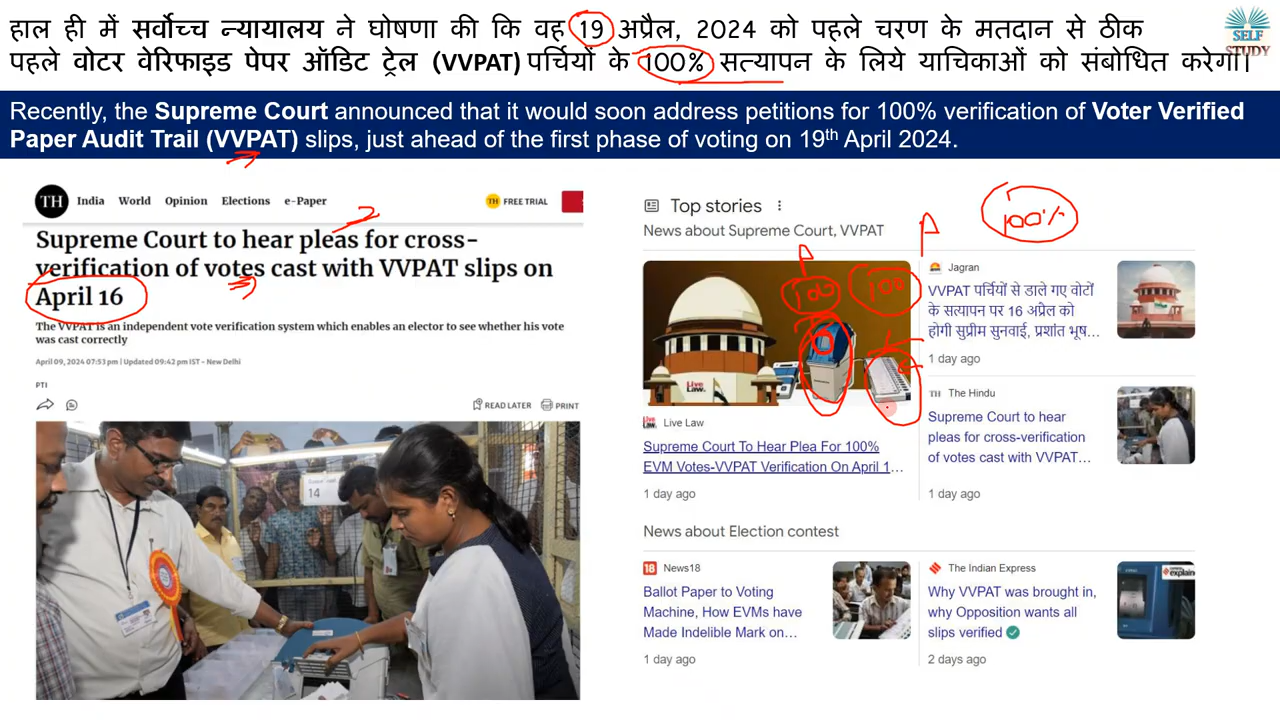 हाल ही में सर्वोच्च न्यायालय ने घोषणा की कि वह 19 अप्रैल, 2024 को पहले चरण के मतदान से ठीक
पहले वोटर वेरिफाइड पेपर ऑडिट ट्रेल (VVPAT) पर्चियों के 100% सत्यापन के लिये याचिकाओं को संबोधित करेगा।
SELF
STUDY
Recently, the Supreme Court announced that it would soon address petitions for 100% verification of Voter Verified
Paper Audit Trail (VVPAT) slips, just ahead of the first phase of voting on 19th April 2024.
TH India World Opinion Elections e-Paper TH FREE TRIAL
Supreme Court to hear pleas for cross-
verification of votes cast with VVPAT slips on
April 16
The VVPAT is an independent vote verification system which enables an elector to see whether his vote
was cast correctly
April 09, 2024 07:53 pm | Updated 09:42 pm IST - New Delhi
PTI
READ LATER PRINT
14
Top stories
News about Supreme Court, VVPAT
100%
100 100
Live
Law
Live Law
Supreme Court To Hear Plea For 100%
EVM Votes-VVPAT Verification On April 1...
1 day ago
Jagran
VVPAT पर्चियों से डाले गए वोटों
के सत्यापन पर 16 अप्रैल को
होगी सुप्रीम सुनवाई, प्रशांत भूष...
1 day ago
TH The Hindu
Supreme Court to hear
pleas for cross-verification
of votes cast with VVPAT...
1 day ago
News about Election contest
18 News18
Ballot Paper to Voting
Machine, How EVMs have
Made Indelible Mark on...
1 day ago
The Indian Express
Why VVPAT was brought in,
why Opposition wants all
slips verified
2 days ago
explained